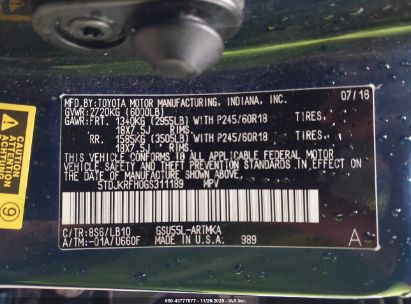 MFD. BY: TOYOTA MOTOR MANUFACTURING, INDIANA, INC. 07/16
GVWR: 2720KG (6000LB)
GAWR: FRT. 1340KG (2955LB) WITH P245/60R18 TIRES,
18X7.5J RIMS.
RR. 1585KG (3505LB) WITH P245/60R18 TIRES,
18X7.5J RIMS.
THIS VEHICLE CONFORMS TO ALL APPLICABLE FEDERAL MOTOR
VEHICLE SAFETY, BUMPER, AND THEFT PREVENTION STANDARDS IN EFFECT ON
THE DATE OF MANUFACTURE SHOWN ABOVE.
5TDJKRFH0GS311189 MPV
C/TR: 8S6/LB10 GSU55L-ARTMKA
A/TM: -01A/U660F MADE IN U.S.A. 989 A
CAUTION
ATTENTION
9